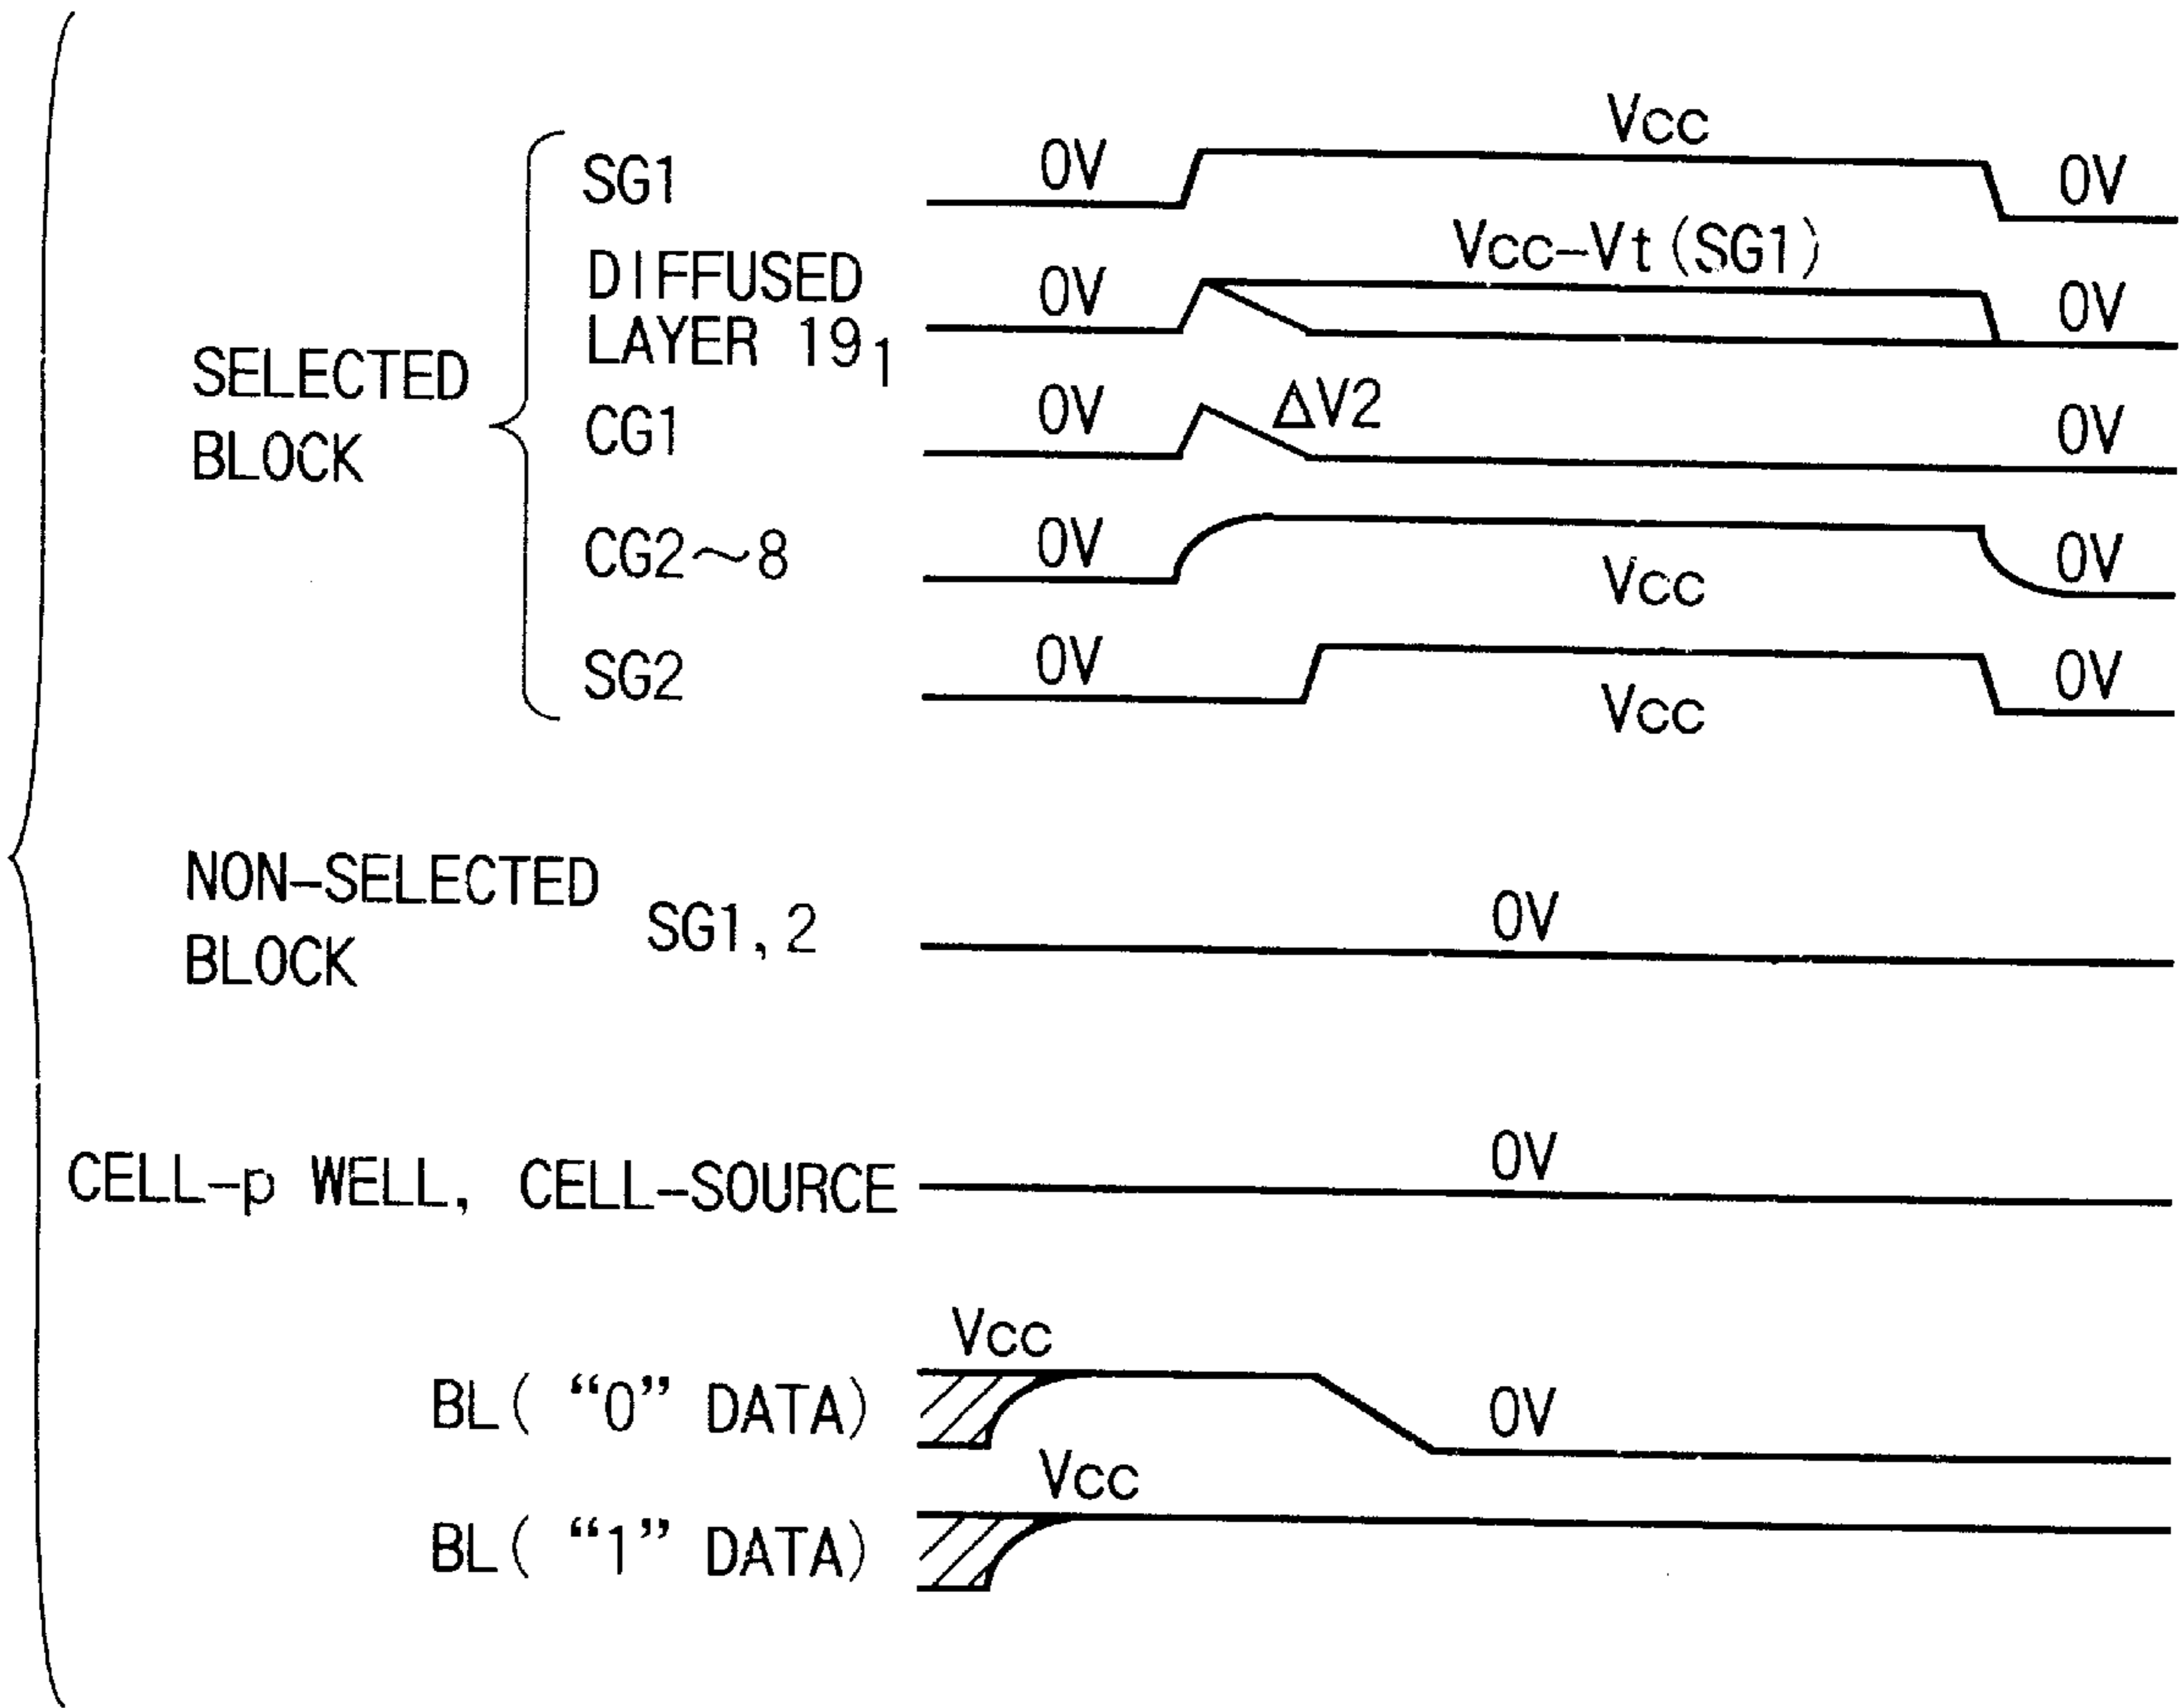 Vcc
SG1 0V 0V
Vcc-Vt(SG1)
DIFFUSED
LAYER 19₁ 0V 0V
SELECTED
BLOCK
CG1 0V ΔV2 0V
CG2~8 0V Vcc 0V
SG2 0V Vcc 0V
NON-SELECTED
BLOCK
SG1, 2 0V
CELL-p WELL, CELL-SOURCE 0V
Vcc
BL( “0” DATA) 0V
Vcc
BL( “1” DATA)